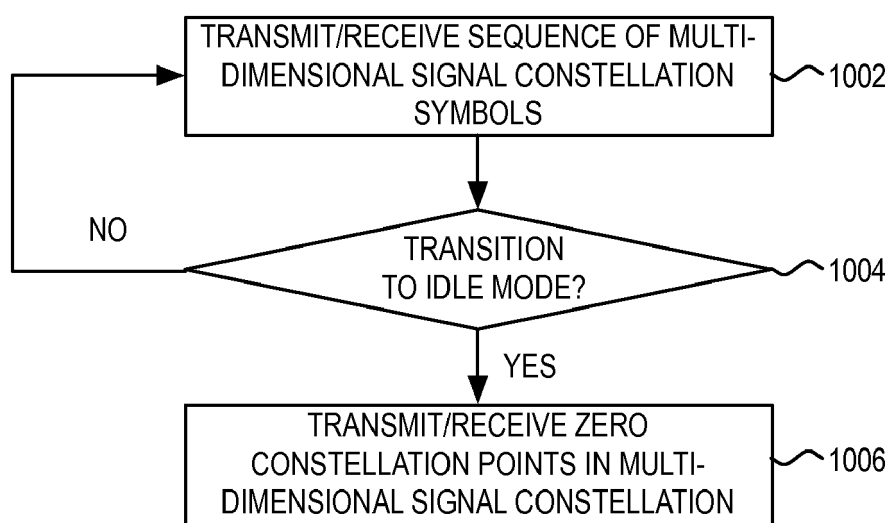 TRANSMIT/RECEIVE SEQUENCE OF MULTI-
DIMENSIONAL SIGNAL CONSTELLATION
SYMBOLS
1002
NO
TRANSITION
TO IDLE MODE?
1004
YES
TRANSMIT/RECEIVE ZERO
CONSTELLATION POINTS IN MULTI-
DIMENSIONAL SIGNAL CONSTELLATION
1006